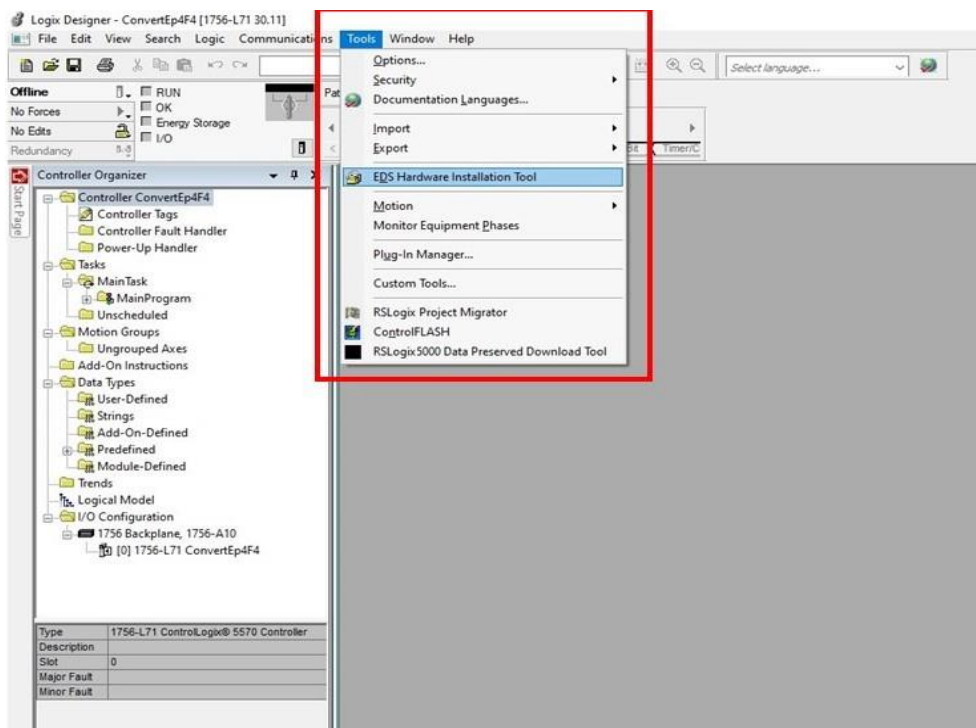 Logix Designer - ConvertEp4F4 [1756-L71 30.11]
File Edit View Search Logic Communications Tools Window Help
Select language...
Offline
RUN
No Forces
OK
No Edits
Energy Storage
Redundancy
I/O
Pat
Bit
Timer/C
Options...
Security
Documentation Languages...
Import
Export
EDS Hardware Installation Tool
Motion
Monitor Equipment Phases
Plug-In Manager...
Custom Tools...
RSLogix Project Migrator
ControlFLASH
RSLogix5000 Data Preserved Download Tool
Start Page
Controller Organizer
Controller ConvertEp4F4
Controller Tags
Controller Fault Handler
Power-Up Handler
Tasks
MainTask
MainProgram
Unscheduled
Motion Groups
Ungrouped Axes
Add-On Instructions
Data Types
User-Defined
Strings
Add-On-Defined
Predefined
Module-Defined
Trends
Logical Model
I/O Configuration
1756 Backplane, 1756-A10
[0] 1756-L71 ConvertEp4F4
Type 1756-L71 ControlLogix® 5570 Controller
Description
Slot 0
Major Fault
Minor Fault